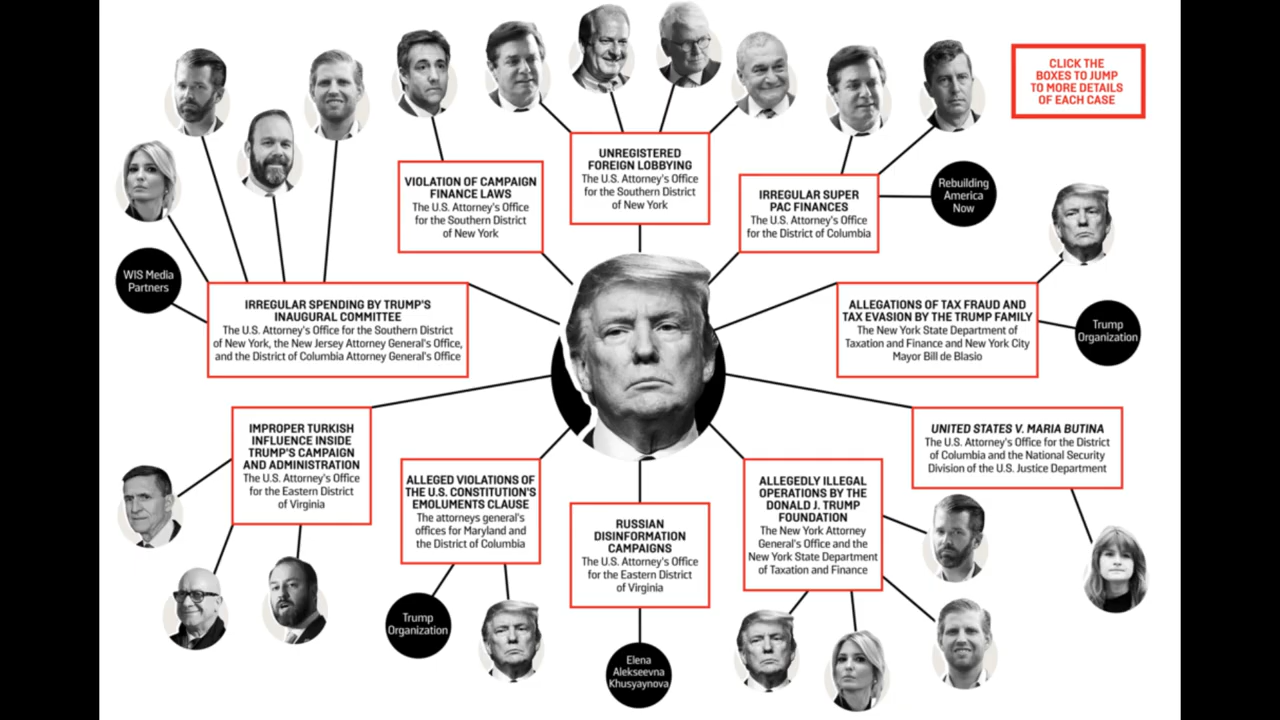 CLICK THE
BOXES TO JUMP
TO MORE DETAILS
OF EACH CASE
UNREGISTERED
FOREIGN LOBBYING
The U.S. Attorney's Office
for the Southern District
of New York
VIOLATION OF CAMPAIGN
FINANCE LAWS
The U.S. Attorney's Office
for the Southern District
of New York
IRREGULAR SUPER
PAC FINANCES
The U.S. Attorney's Office
for the District of Columbia
Rebuilding
America
Now
WIS Media
Partners
IRREGULAR SPENDING BY TRUMP'S
INAUGURAL COMMITTEE
The U.S. Attorney's Office for the Southern District
of New York, the New Jersey Attorney General's Office,
and the District of Columbia Attorney General's Office
ALLEGATIONS OF TAX FRAUD AND
TAX EVASION BY THE TRUMP FAMILY
The New York State Department of
Taxation and Finance and New York City
Mayor Bill de Blasio
Trump
Organization
IMPROPER TURKISH
INFLUENCE INSIDE
TRUMP'S CAMPAIGN
AND ADMINISTRATION
The U.S. Attorney's Office
for the Eastern District
of Virginia
UNITED STATES V. MARIA BUTINA
The U.S. Attorney's Office for the District
of Columbia and the National Security
Division of the U.S. Justice Department
ALLEGED VIOLATIONS OF
THE U.S. CONSTITUTION'S
EMOLUMENTS CLAUSE
The attorneys general's
offices for Maryland and
the District of Columbia
RUSSIAN
DISINFORMATION
CAMPAIGNS
The U.S. Attorney's Office
for the Eastern District
of Virginia
ALLEGEDLY ILLEGAL
OPERATIONS BY THE
DONALD J. TRUMP
FOUNDATION
The New York Attorney
General's Office and the
New York State Department
of Taxation and Finance
Trump
Organization
Elena
Alekseevna
Khusyaynova